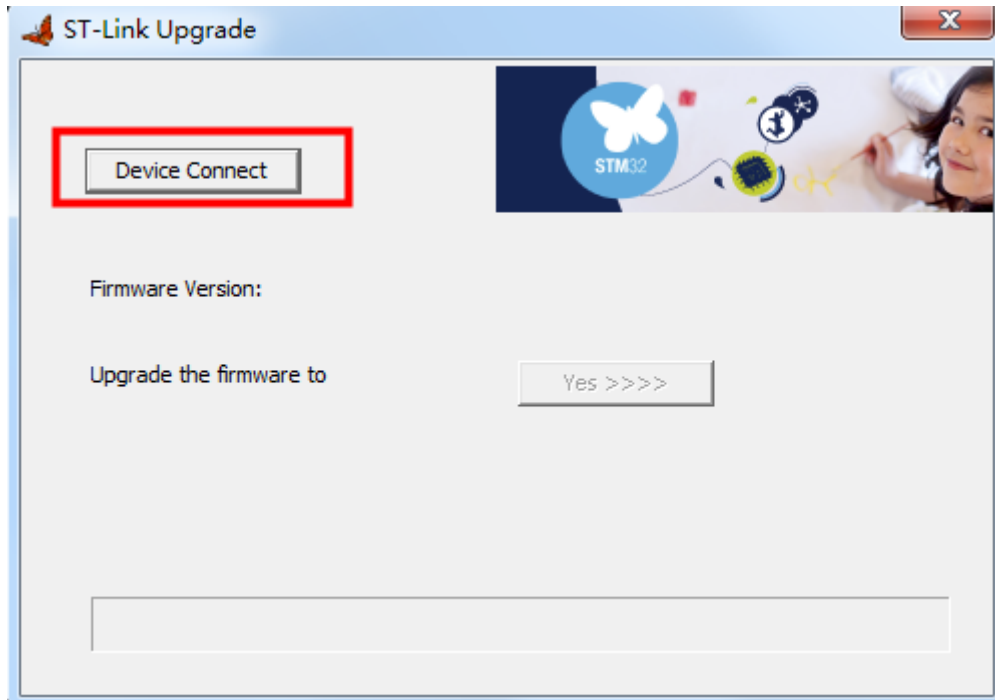 ST-Link Upgrade
Device Connect
STM32
Firmware Version:
Upgrade the firmware to
Yes >>>>